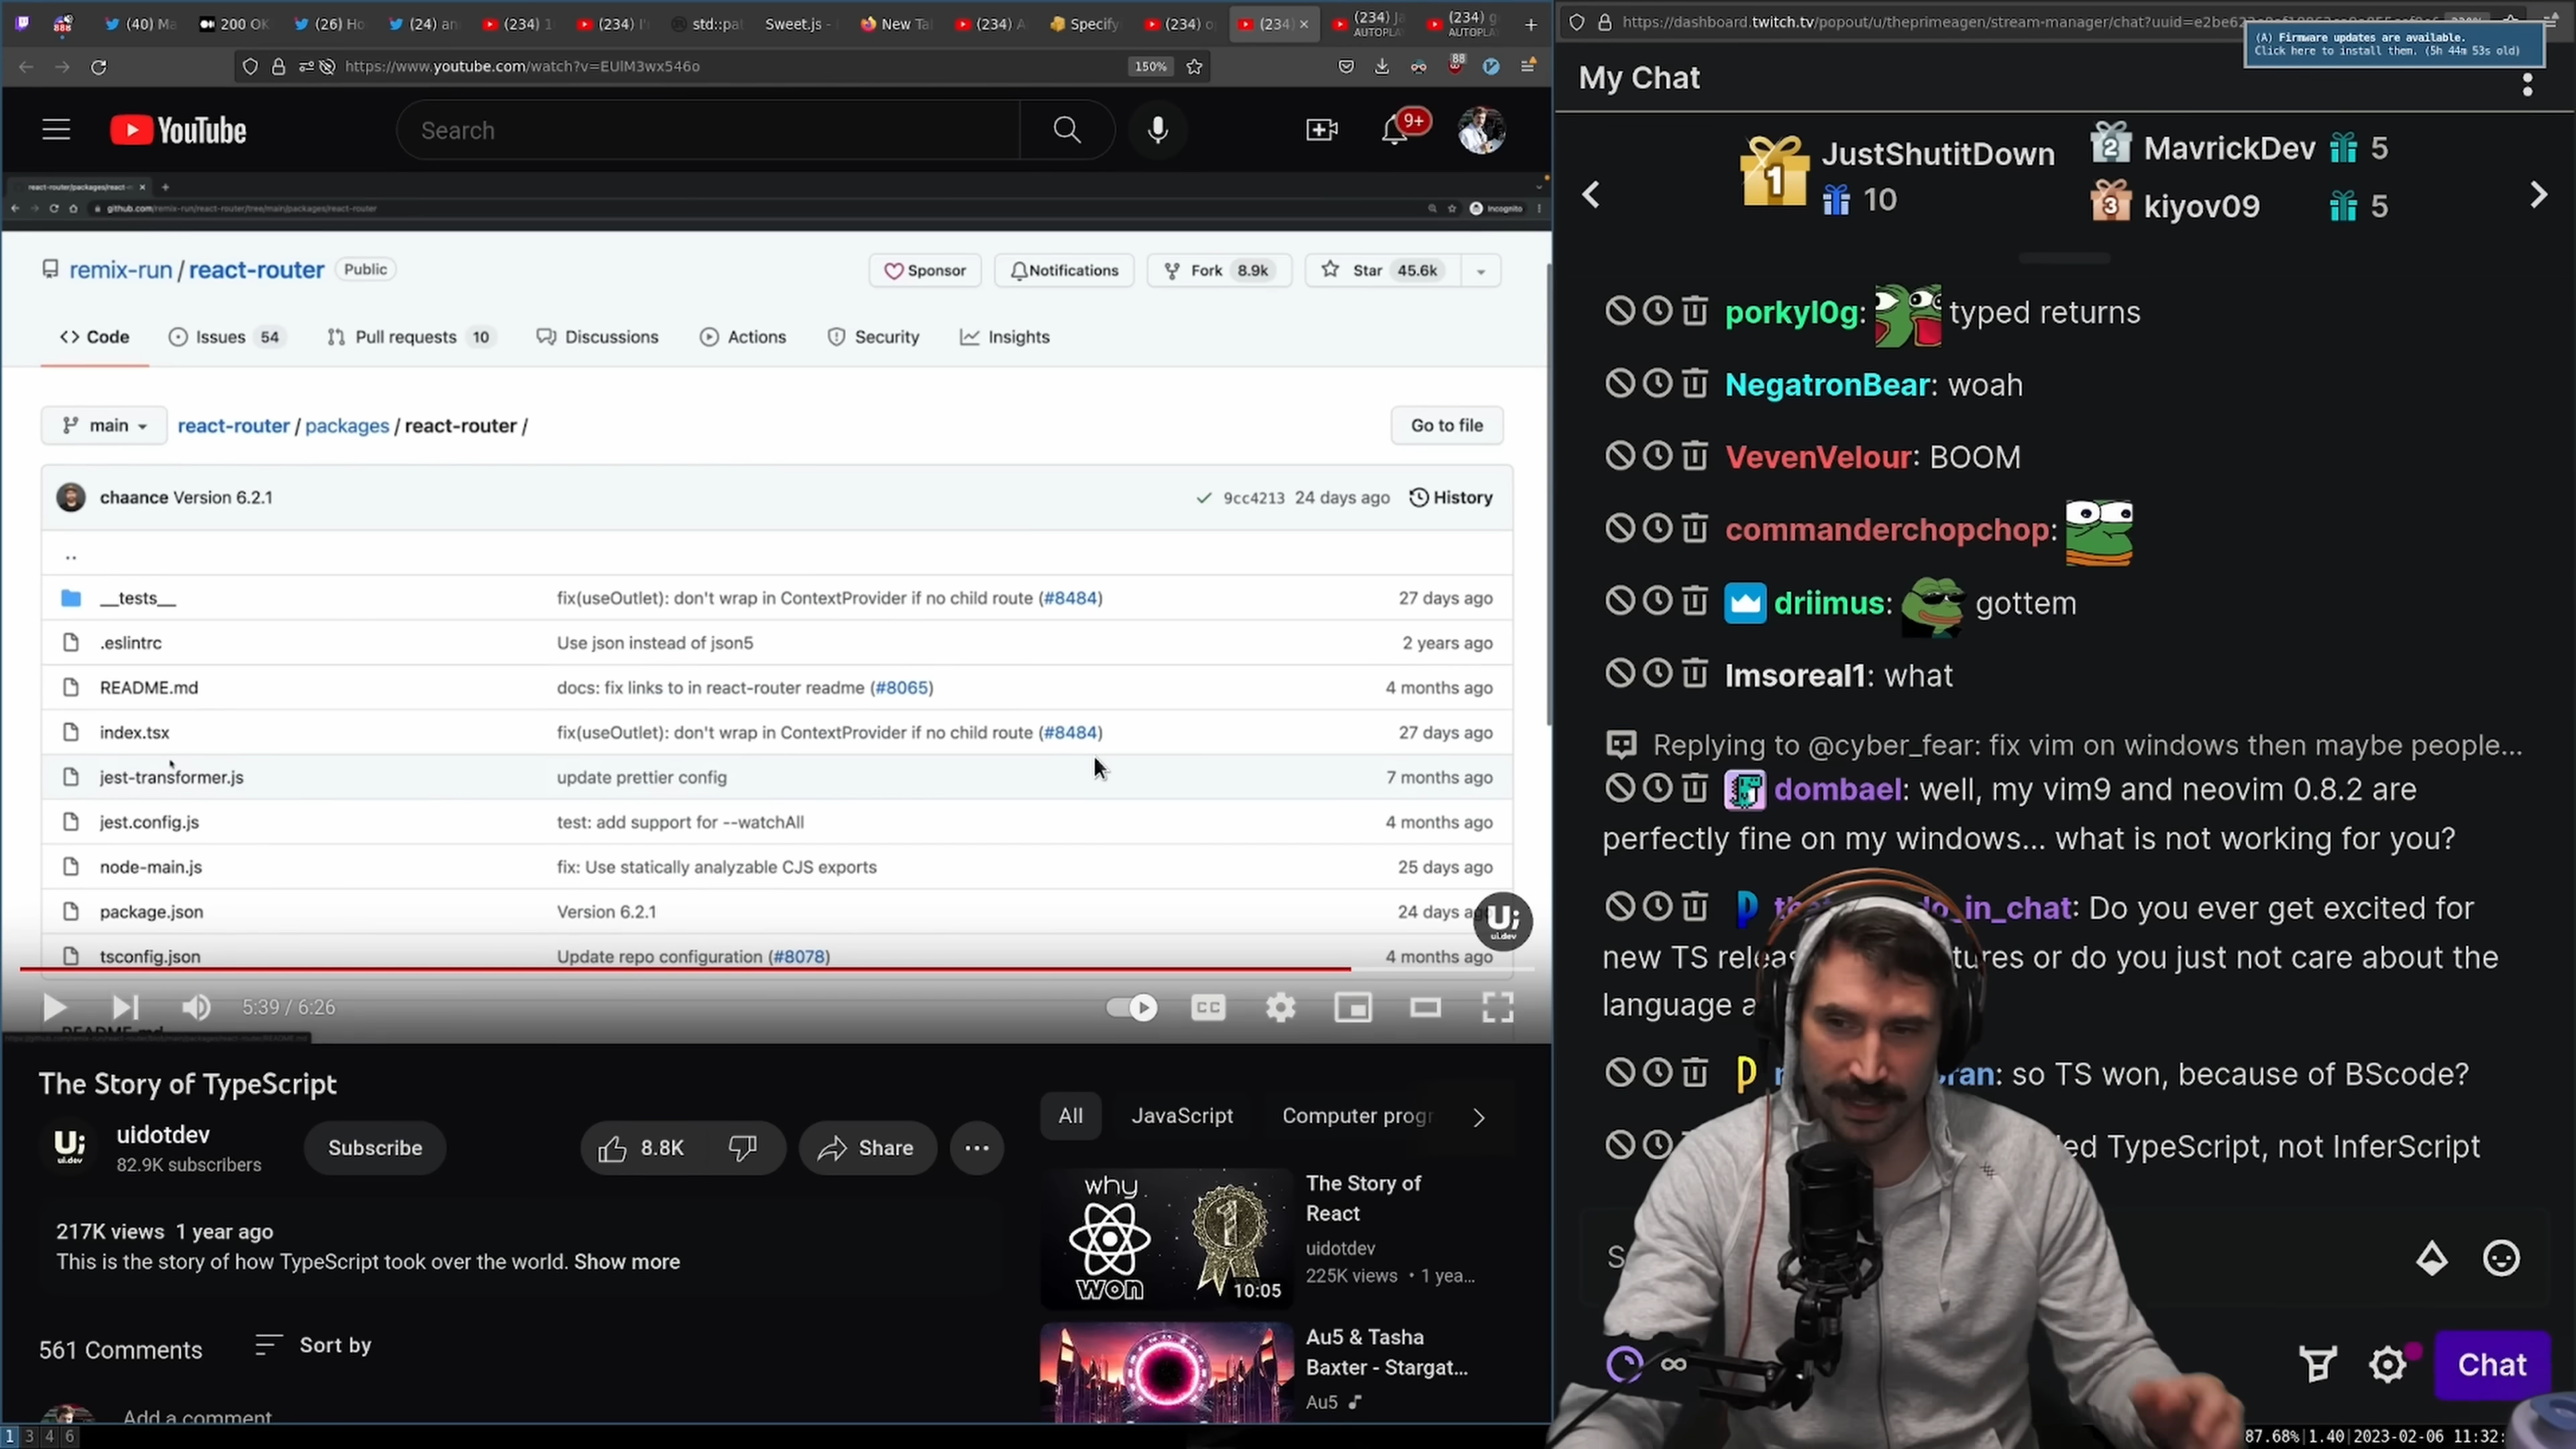 (40) Ma
200 OK
(26) Ho
(24) an
(234) 1
(234) I'
std::pa
Sweet.js -
New Ta
(234) A
Specify
(234) o
(234)
(234) Ja
AUTOPLA
(234) g
AUTOPLA
https://www.youtube.com/watch?v=EUlM3wx546o
150%
88
YouTube
Search
9+
react-router/packages/react-
github.com/remix-run/react-router/tree/main/packages/react-router
Incognito
remix-run / react-router
Public
Sponsor
Notifications
Fork 8.9k
Star 45.6k
Code
Issues 54
Pull requests 10
Discussions
Actions
Security
Insights
main
react-router / packages / react-router /
Go to file
chaance Version 6.2.1
9cc4213 24 days ago
History
..
__tests__
fix(useOutlet): don't wrap in ContextProvider if no child route (#8484)
27 days ago
.eslintrc
Use json instead of json5
2 years ago
README.md
docs: fix links to in react-router readme (#8065)
4 months ago
index.tsx
fix(useOutlet): don't wrap in ContextProvider if no child route (#8484)
27 days ago
jest-transformer.js
update prettier config
7 months ago
jest.config.js
test: add support for --watchAll
4 months ago
node-main.js
fix: Use statically analyzable CJS exports
25 days ago
package.json
Version 6.2.1
24 days
tsconfig.json
Update repo configuration (#8078)
4 months ago
U;
ui.dev
5:39 / 6:26
CC
README.md
The Story of TypeScript
U;
ui.dev
uidotdev
82.9K subscribers
Subscribe
8.8K
Share
217K views 1 year ago
This is the story of how TypeScript took over the world. Show more
561 Comments
Sort by
Add a comment
All
JavaScript
Computer progr
why
won
1
10:05
The Story of
React
uidotdev
225K views • 1 yea...
Au5 & Tasha
Baxter - Stargat...
Au5
1 3 4 6
https://dashboard.twitch.tv/popout/u/theprimeagen/stream-manager/chat?uuid=
(A) Firmware updates are available.
Click here to install them. (5h 44m 53s old)
My Chat
1
JustShutitDown
10
2
MavrickDev
5
3
kiyov09
5
porkyl0g: typed returns
NegatronBear: woah
VevenVelour: BOOM
commanderchopchop:
driimus: gottem
Imsoreal1: what
Replying to @cyber_fear: fix vim on windows then maybe people...
dombael: well, my vim9 and neovim 0.8.2 are
perfectly fine on my windows... what is not working for you?
o_in_chat: Do you ever get excited for
new TS tures or do you just not care about the
language
ran: so TS won, because of BScode?
TypeScript, not InferScript
Chat
87.68%|1.40|2023-02-06 11:32: